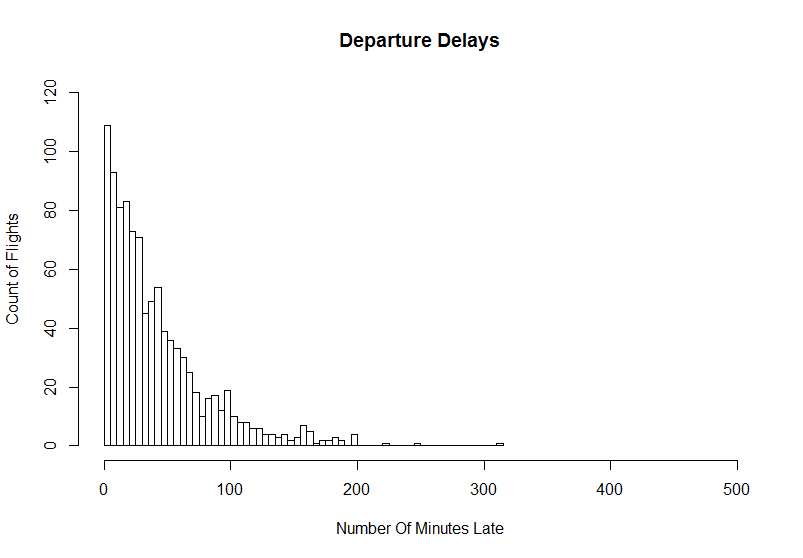 Departure Delays
Count of Flights
120
100
80
60
40
20
0
0 100 200 300 400 500
Number Of Minutes Late